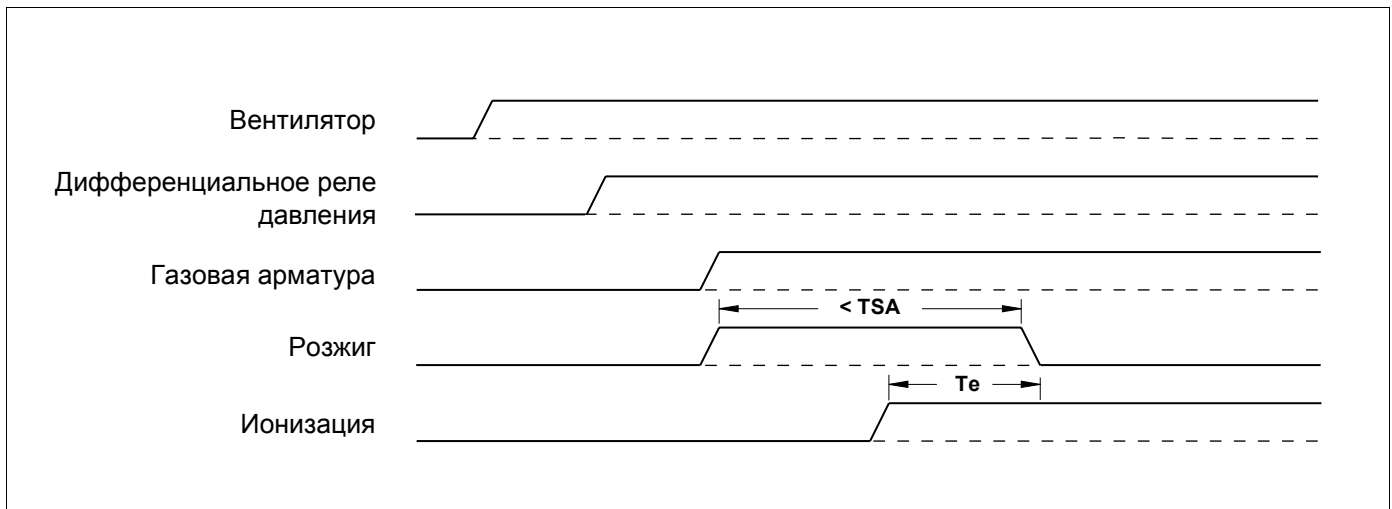 Вентилятор
Дифференциальное реле
давления
Газовая арматура
< TSA
Розжиг
Te
Ионизация